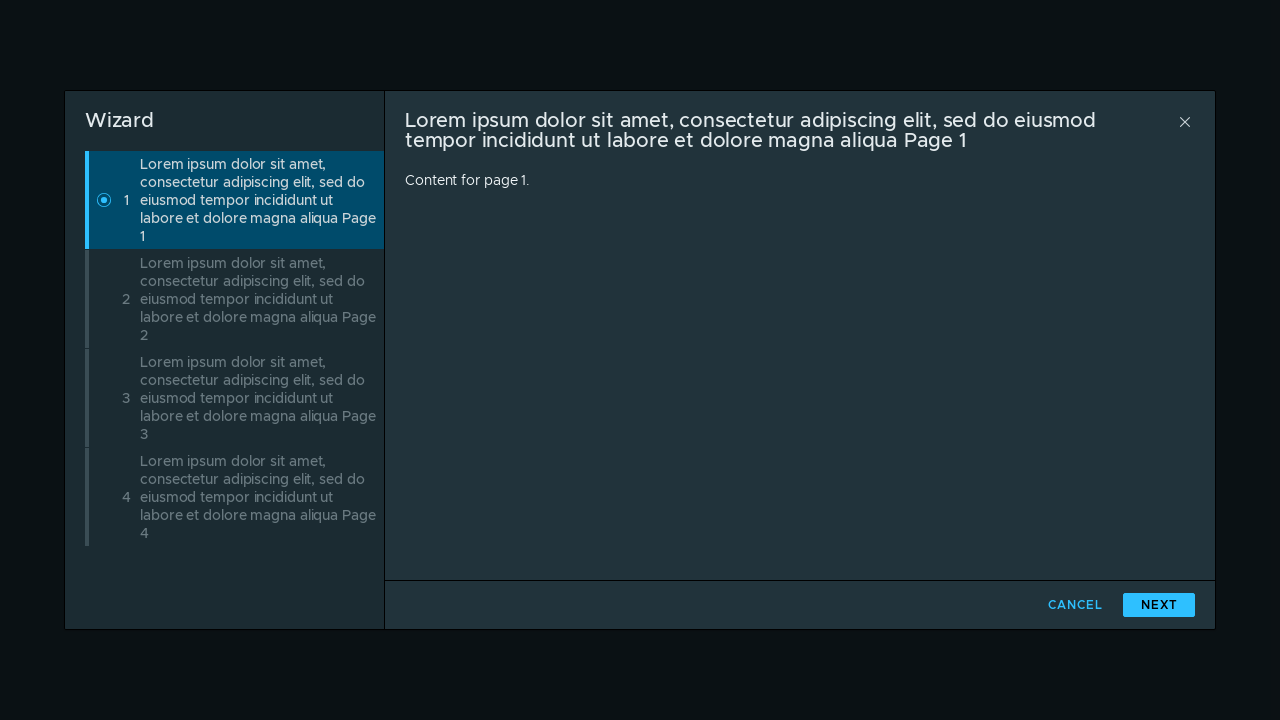 Wizard
1
Lorem ipsum dolor sit amet,
consectetur adipiscing elit, sed do
eiusmod tempor incididunt ut
labore et dolore magna aliqua Page
1
2
Lorem ipsum dolor sit amet,
consectetur adipiscing elit, sed do
eiusmod tempor incididunt ut
labore et dolore magna aliqua Page
2
3
Lorem ipsum dolor sit amet,
consectetur adipiscing elit, sed do
eiusmod tempor incididunt ut
labore et dolore magna aliqua Page
3
4
Lorem ipsum dolor sit amet,
consectetur adipiscing elit, sed do
eiusmod tempor incididunt ut
labore et dolore magna aliqua Page
4
Lorem ipsum dolor sit amet, consectetur adipiscing elit, sed do eiusmod
tempor incididunt ut labore et dolore magna aliqua Page 1
Content for page 1.
CANCEL
NEXT